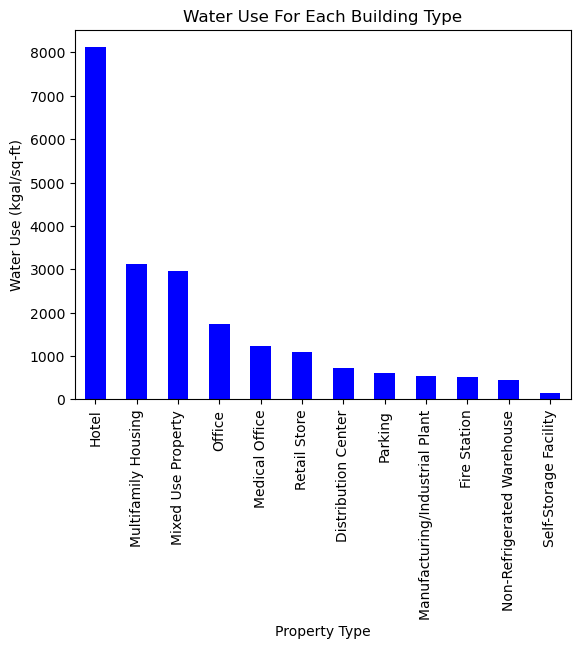 Water Use For Each Building Type
Water Use (kgal/sq-ft)
8000
7000
6000
5000
4000
3000
2000
1000
0
Hotel
Multifamily Housing
Mixed Use Property
Office
Medical Office
Retail Store
Distribution Center
Parking
Manufacturing/Industrial Plant
Fire Station
Non-Refrigerated Warehouse
Self-Storage Facility
Property Type